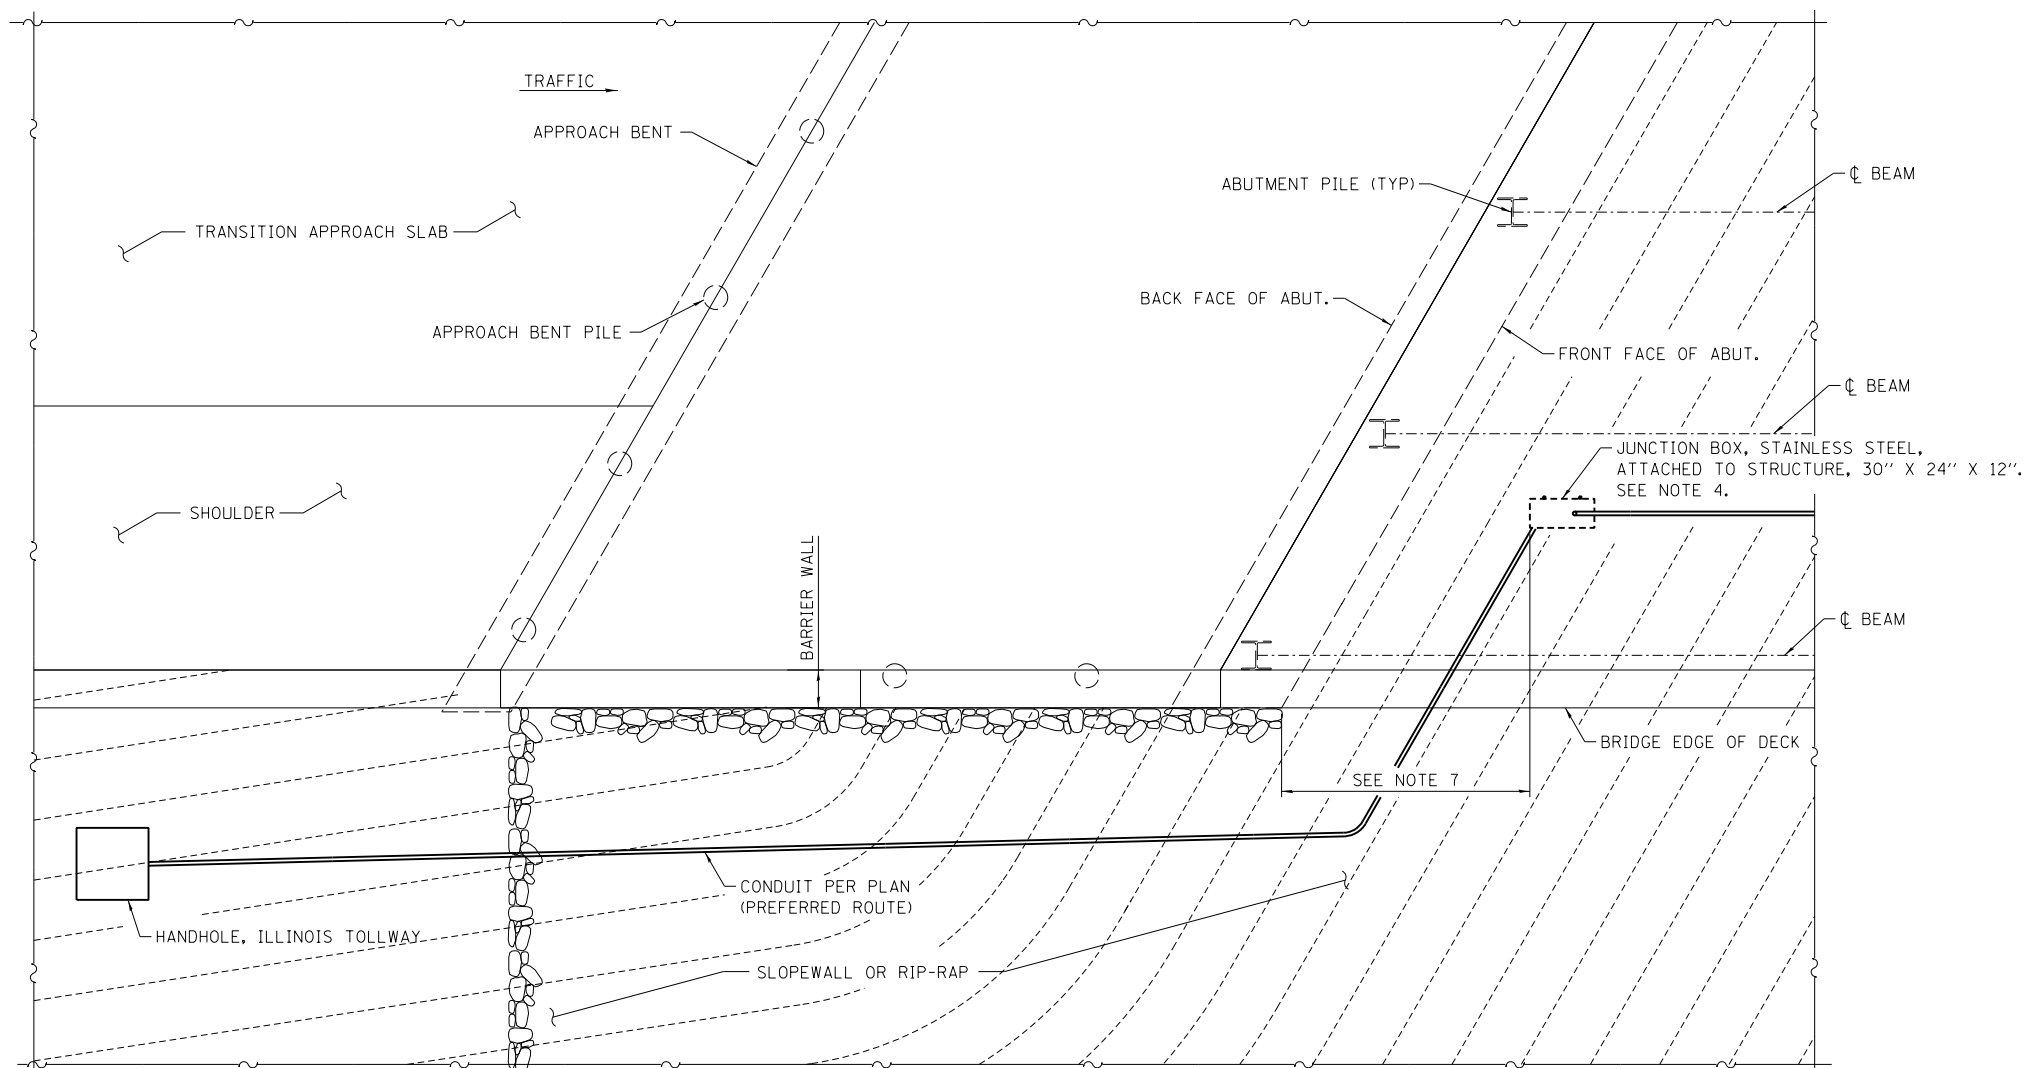 TRAFFIC
APPROACH BENT
℄ BEAM
ABUTMENT PILE (TYP)
TRANSITION APPROACH SLAB
BACK FACE OF ABUT.
APPROACH BENT PILE
FRONT FACE OF ABUT.
℄ BEAM
JUNCTION BOX, STAINLESS STEEL,
ATTACHED TO STRUCTURE, 30'' X 24'' X 12''.
SEE NOTE 4.
SHOULDER
BARRIER WALL
℄ BEAM
BRIDGE EDGE OF DECK
SEE NOTE 7
CONDUIT PER PLAN
(PREFERRED ROUTE)
HANDHOLE, ILLINOIS TOLLWAY
SLOPEWALL OR RIP-RAP